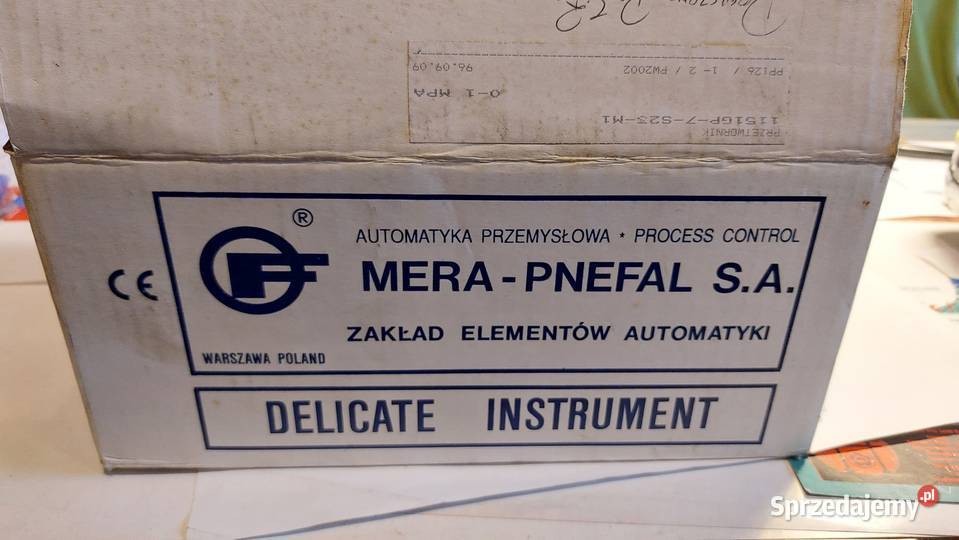 PRZETWORNIK
1151GP-7-S23-M1
0-1 MPA
PP126 / 1- 2 / PW2002 96.09.09
®
AUTOMATYKA PRZEMYSŁOWA * PROCESS CONTROL
MERA-PNEFAL S.A.
CE
ZAKŁAD ELEMENTÓW AUTOMATYKI
WARSZAWA POLAND
DELICATE INSTRUMENT
Sprzedajemy.pl